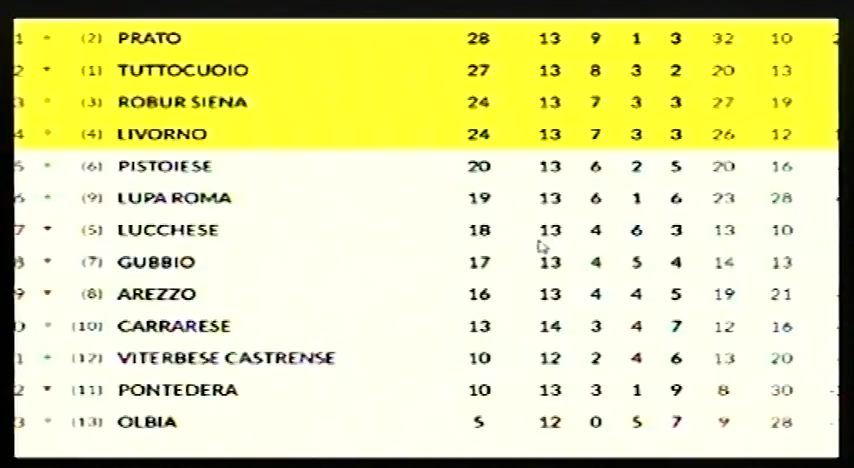 1 (2) PRATO 28 13 9 1 3 32 10
2 (1) TUTTOCUOIO 27 13 8 3 2 20 13
3 (3) ROBUR SIENA 24 13 7 3 3 27 19
4 (4) LIVORNO 24 13 7 3 3 26 12
5 (6) PISTOIESE 20 13 6 2 5 20 16
6 (9) LUPA ROMA 19 13 6 1 6 23 28
7 (5) LUCCHESE 18 13 4 6 3 13 10
8 (7) GUBBIO 17 13 4 5 4 14 13
9 (8) AREZZO 16 13 4 4 5 19 21
0 (10) CARRARESE 13 14 3 4 7 12 16
1 (12) VITERBESE CASTRENSE 10 12 2 4 6 13 20
2 (11) PONTEDERA 10 13 3 1 9 8 30
3 (13) OLBIA 5 12 0 5 7 9 28